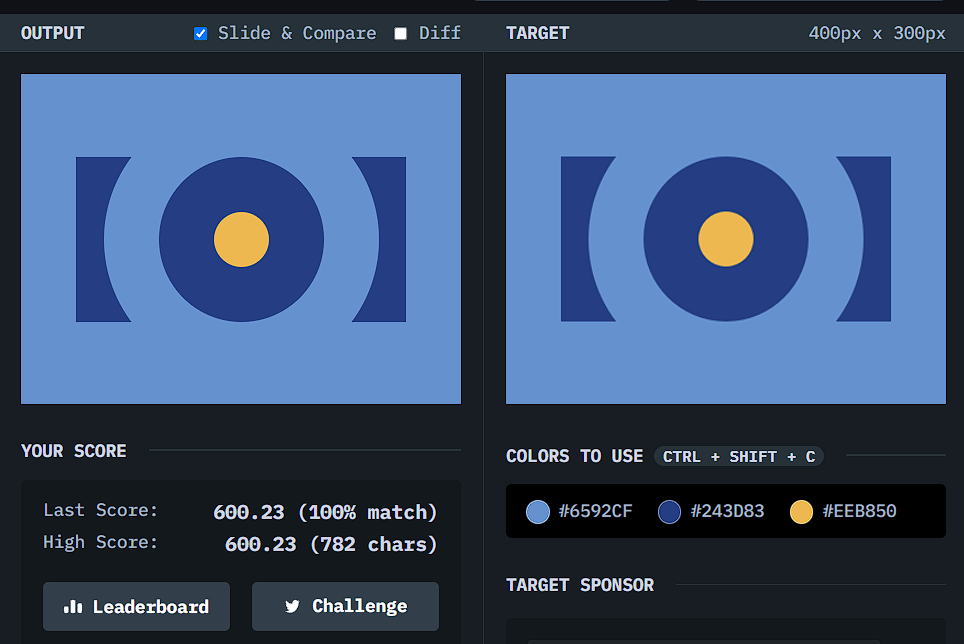 OUTPUT Slide & Compare Diff
TARGET 400px x 300px
YOUR SCORE
Last Score: 600.23 (100% match)
High Score: 600.23 (782 chars)
Leaderboard Challenge
COLORS TO USE CTRL + SHIFT + C
#6592CF #243D83 #EEB850
TARGET SPONSOR